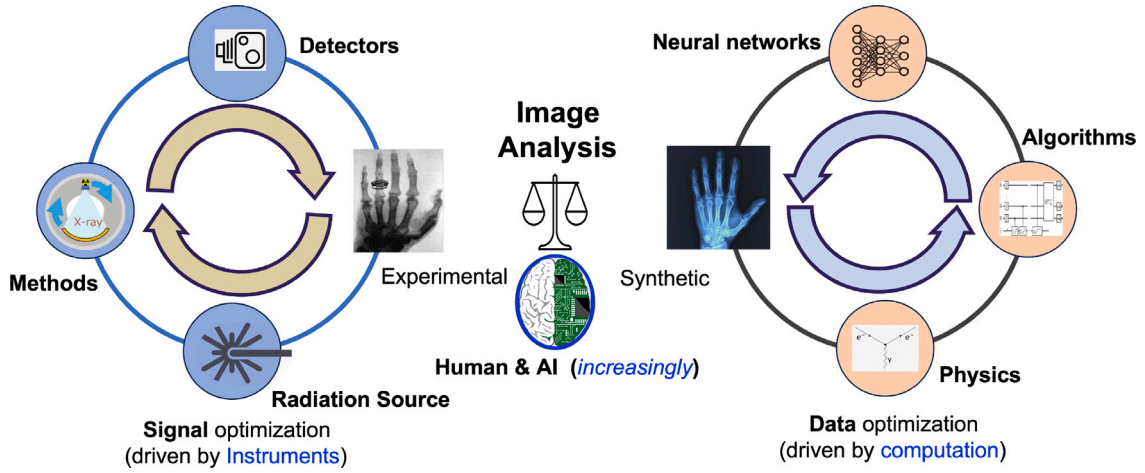 Detectors
X-ray
Methods
Radiation Source
Signal optimization
(driven by Instruments)
Image
Analysis
Experimental
Synthetic
Human & AI (increasingly)
Neural networks
Algorithms
e⁻
e⁻
γ
Physics
Data optimization
(driven by computation)